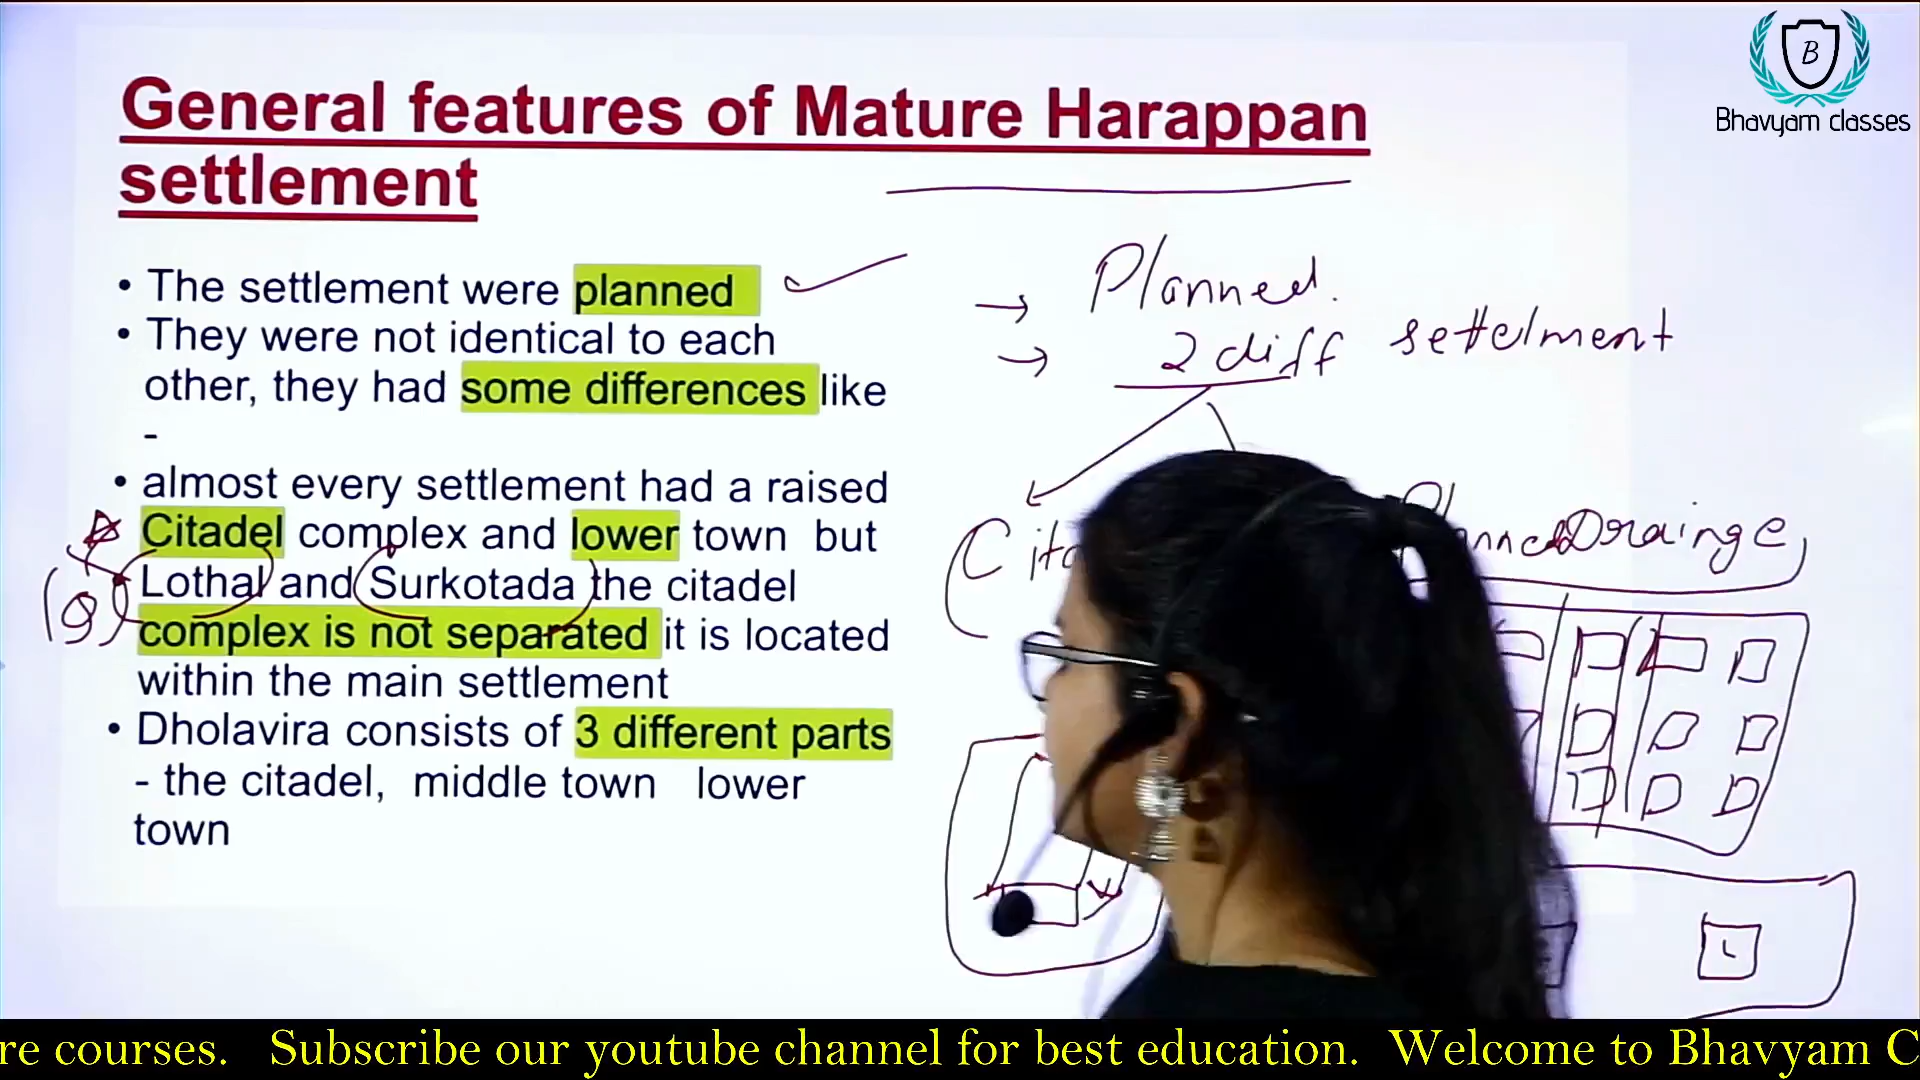 B
Bhavyam classes
General features of Mature Harappan
settlement
• The settlement were planned
• They were not identical to each
other, they had some differences like
-
• almost every settlement had a raised
Citadel complex and lower town but
Lothal and Surkotada the citadel
complex is not separated it is located
within the main settlement
• Dholavira consists of 3 different parts
- the citadel, middle town lower
town
→ Planned.
→ 2 diff settelment
Drainge
L
re courses. Subscribe our youtube channel for best education. Welcome to Bhavyam C